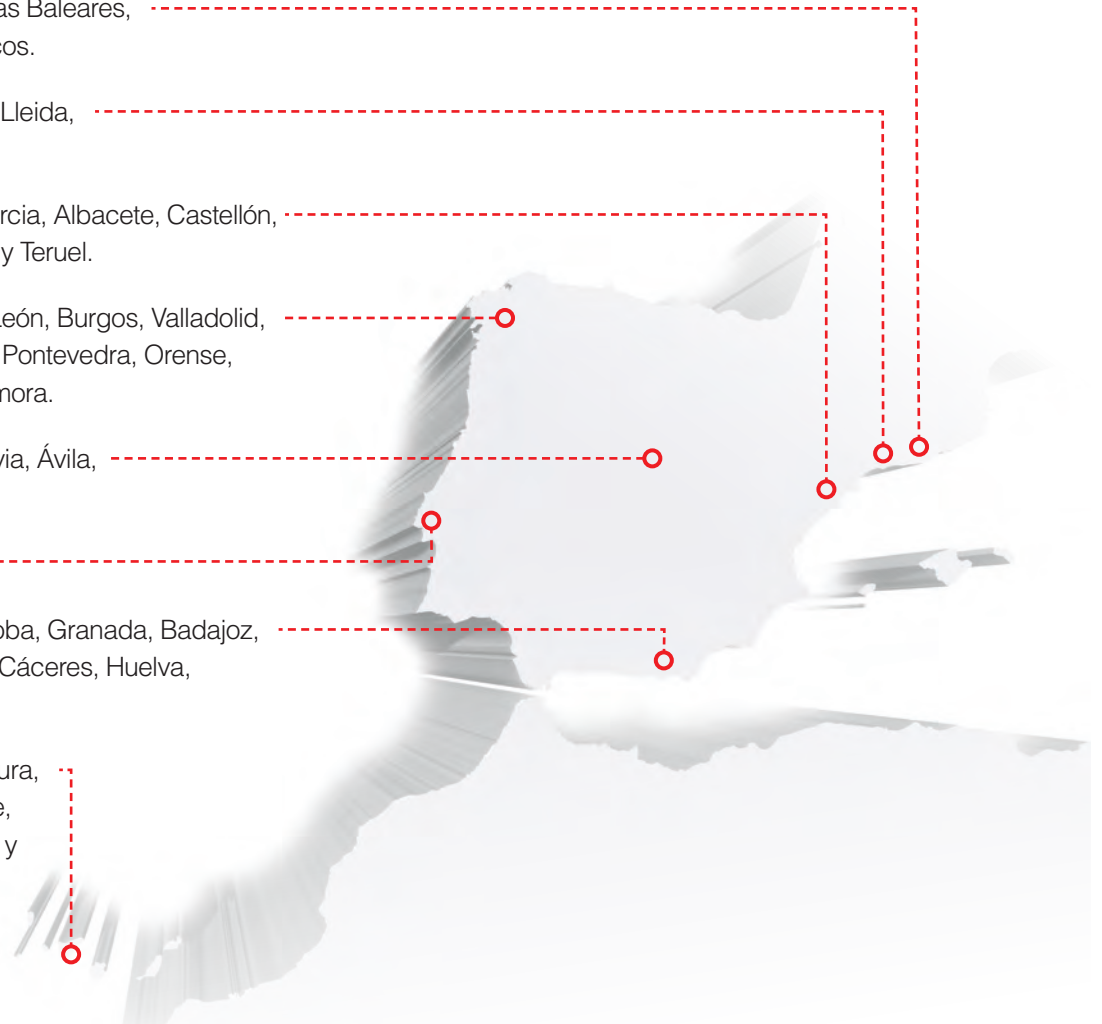 as Baleares,
cos.
Lleida,
rcia, Albacete, Castellón,
y Teruel.
León, Burgos, Valladolid,
Pontevedra, Orense,
mora.
via, Ávila,
oba, Granada, Badajoz,
Cáceres, Huelva,
ura,
e,
y